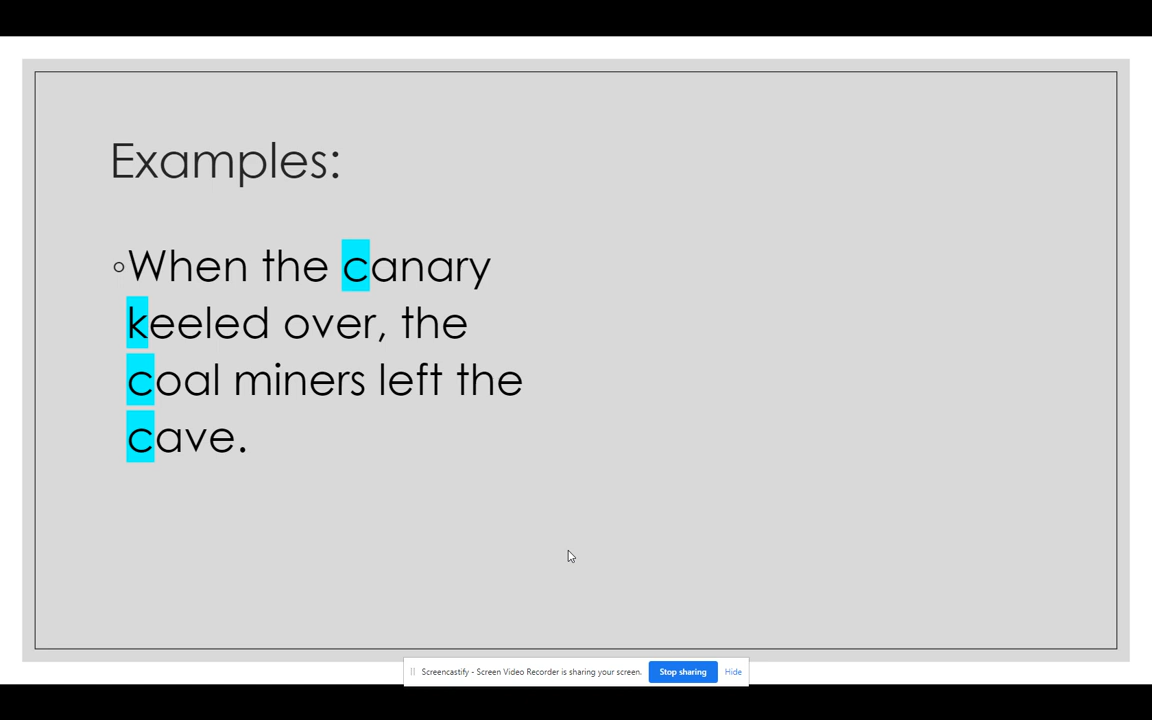 Examples:
◦When the canary
keeled over, the
coal miners left the
cave.
Screencastify - Screen Video Recorder is sharing your screen. Stop sharing Hide